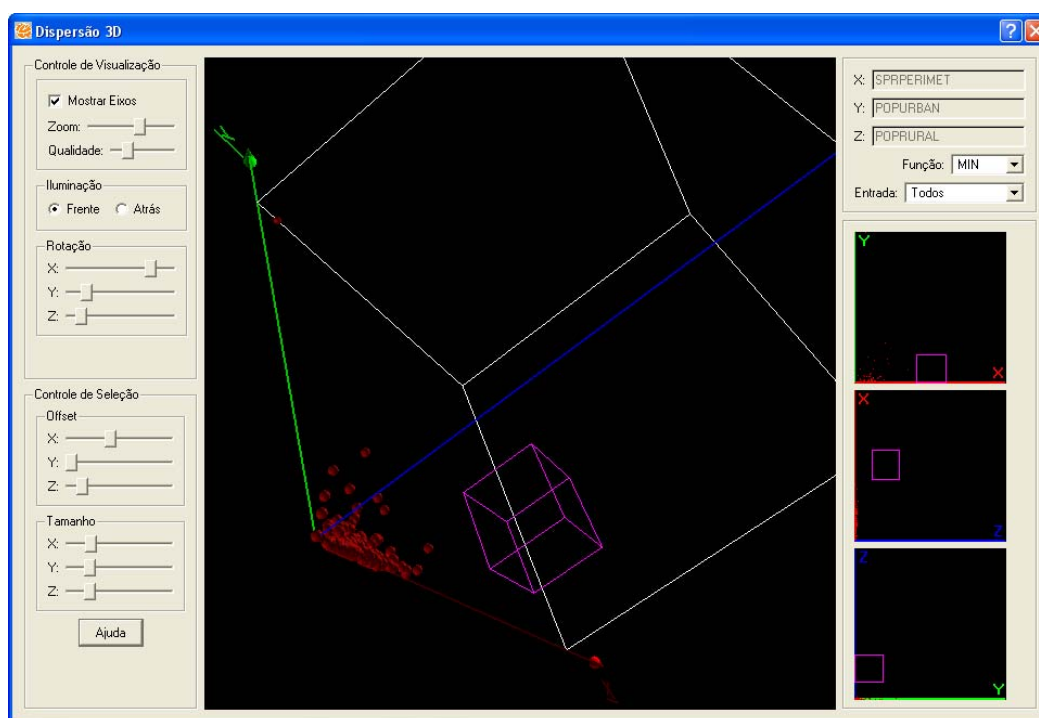 Dispersão 3D
Controle de Visualização
Mostrar Eixos
Zoom:
Qualidade:
Iluminação
Frente
Atrás
Rotação
X:
Y:
Z:
Controle de Seleção
Offset
X:
Y:
Z:
Tamanho
X:
Y:
Z:
Ajuda
Y
X
X: SPRPERIMET
Y: POPURBAN
Z: POPRURAL
Função: MIN
Entrada: Todos
Y
X
X
Z
Z
Y